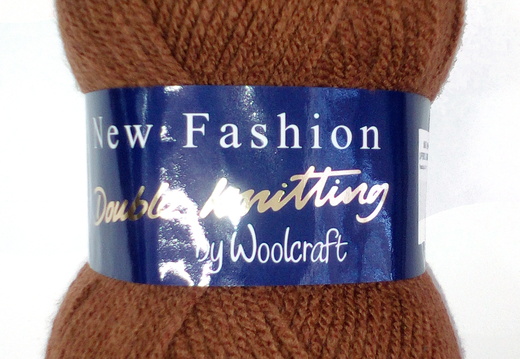 New Fashion
Double Knitting
by Woolcraft